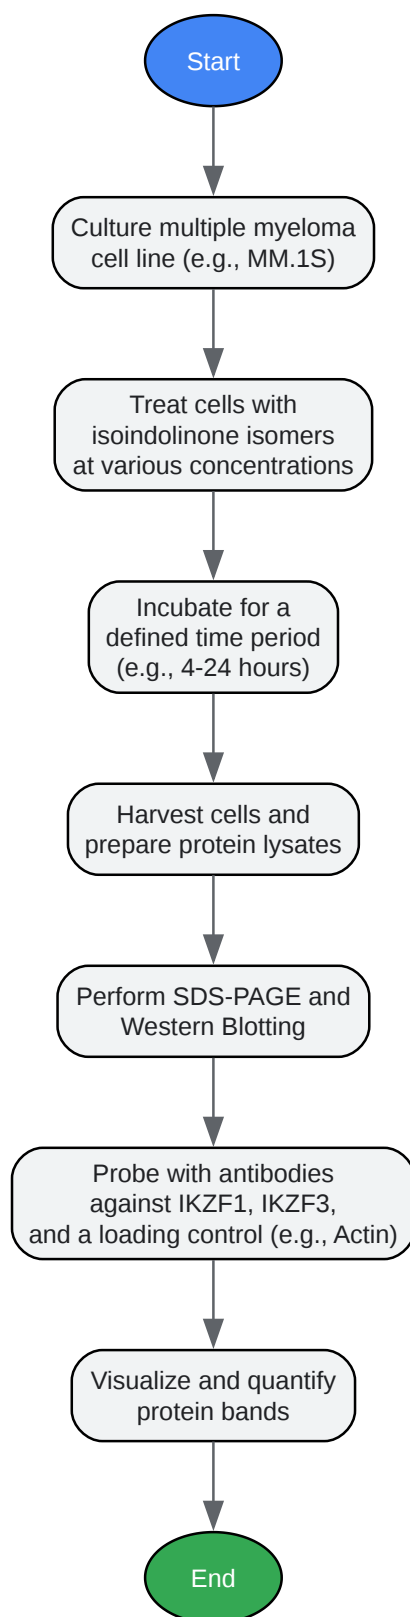 Start
Culture multiple myeloma
cell line (e.g., MM.1S)
Treat cells with
isoindolinone isomers
at various concentrations
Incubate for a
defined time period
(e.g., 4-24 hours)
Harvest cells and
prepare protein lysates
Perform SDS-PAGE and
Western Blotting
Probe with antibodies
against IKZF1, IKZF3,
and a loading control (e.g., Actin)
Visualize and quantify
protein bands
End